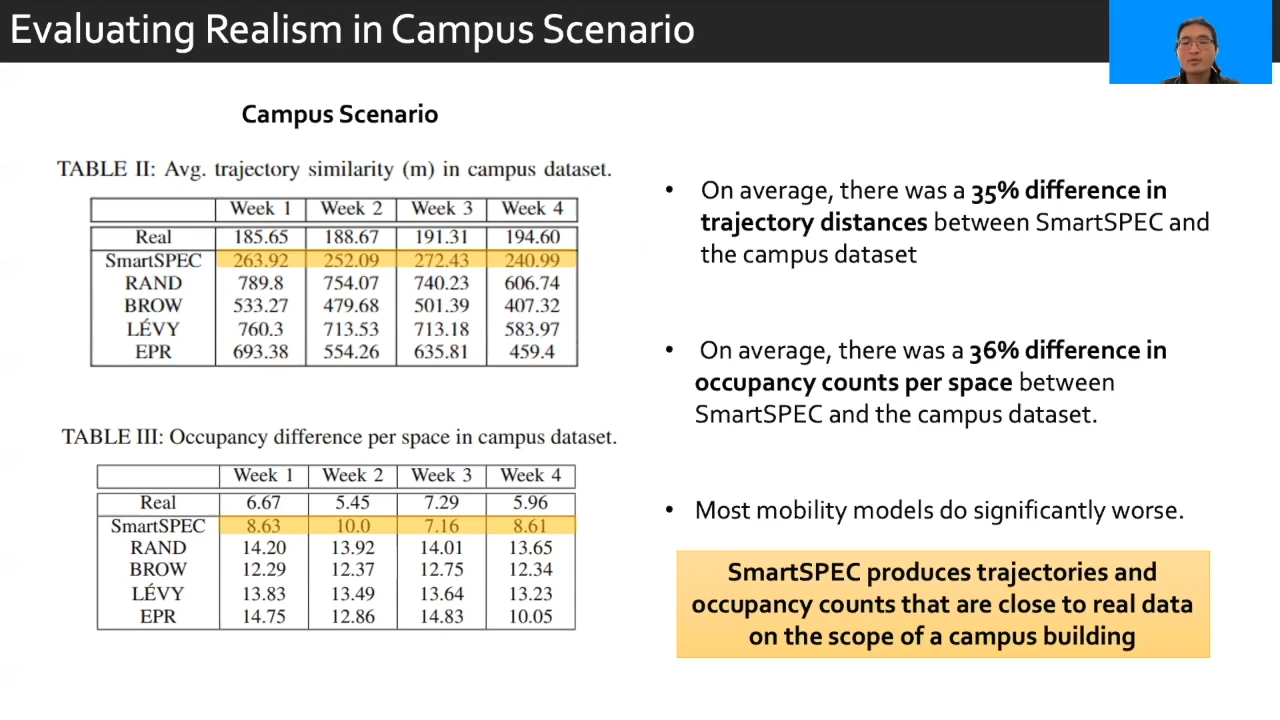 Evaluating Realism in Campus Scenario
Campus Scenario
TABLE II: Avg. trajectory similarity (m) in campus dataset.
Week 1 Week 2 Week 3 Week 4
Real 185.65 188.67 191.31 194.60
SmartSPEC 263.92 252.09 272.43 240.99
RAND 789.8 754.07 740.23 606.74
BROW 533.27 479.68 501.39 407.32
LÉVY 760.3 713.53 713.18 583.97
EPR 693.38 554.26 635.81 459.4
TABLE III: Occupancy difference per space in campus dataset.
Week 1 Week 2 Week 3 Week 4
Real 6.67 5.45 7.29 5.96
SmartSPEC 8.63 10.0 7.16 8.61
RAND 14.20 13.92 14.01 13.65
BROW 12.29 12.37 12.75 12.34
LÉVY 13.83 13.49 13.64 13.23
EPR 14.75 12.86 14.83 10.05
• On average, there was a 35% difference in
trajectory distances between SmartSPEC and
the campus dataset
• On average, there was a 36% difference in
occupancy counts per space between
SmartSPEC and the campus dataset.
• Most mobility models do significantly worse.
SmartSPEC produces trajectories and
occupancy counts that are close to real data
on the scope of a campus building